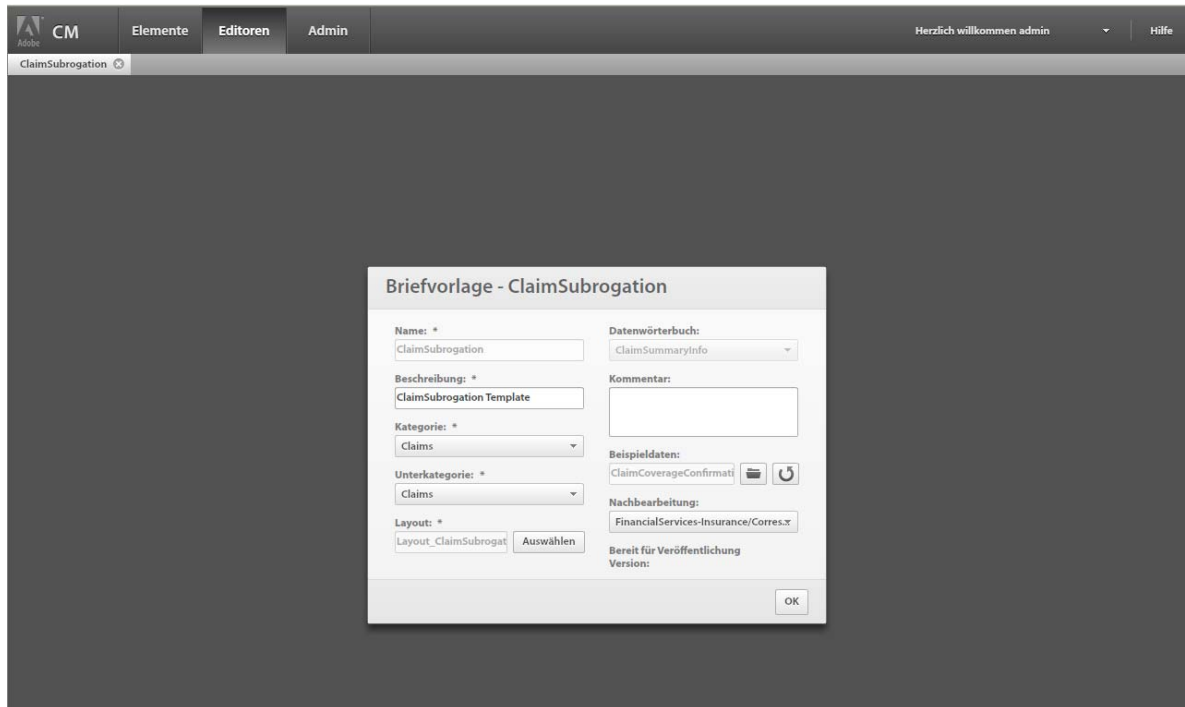 Adobe
CM
Elemente
Editoren
Admin
Herzlich willkommen admin
Hilfe
ClaimSubrogation
Briefvorlage - ClaimSubrogation
Name: *
ClaimSubrogation
Beschreibung: *
ClaimSubrogation Template
Kategorie: *
Claims
Unterkategorie: *
Claims
Layout: *
Layout_ClaimSubrogat
Auswählen
Datenwörterbuch:
ClaimSummaryInfo
Kommentar:
Beispieldaten:
ClaimCoverageConfirmati
Nachbearbeitung:
FinancialServices-Insurance/Corres
Bereit für Veröffentlichung
Version:
OK